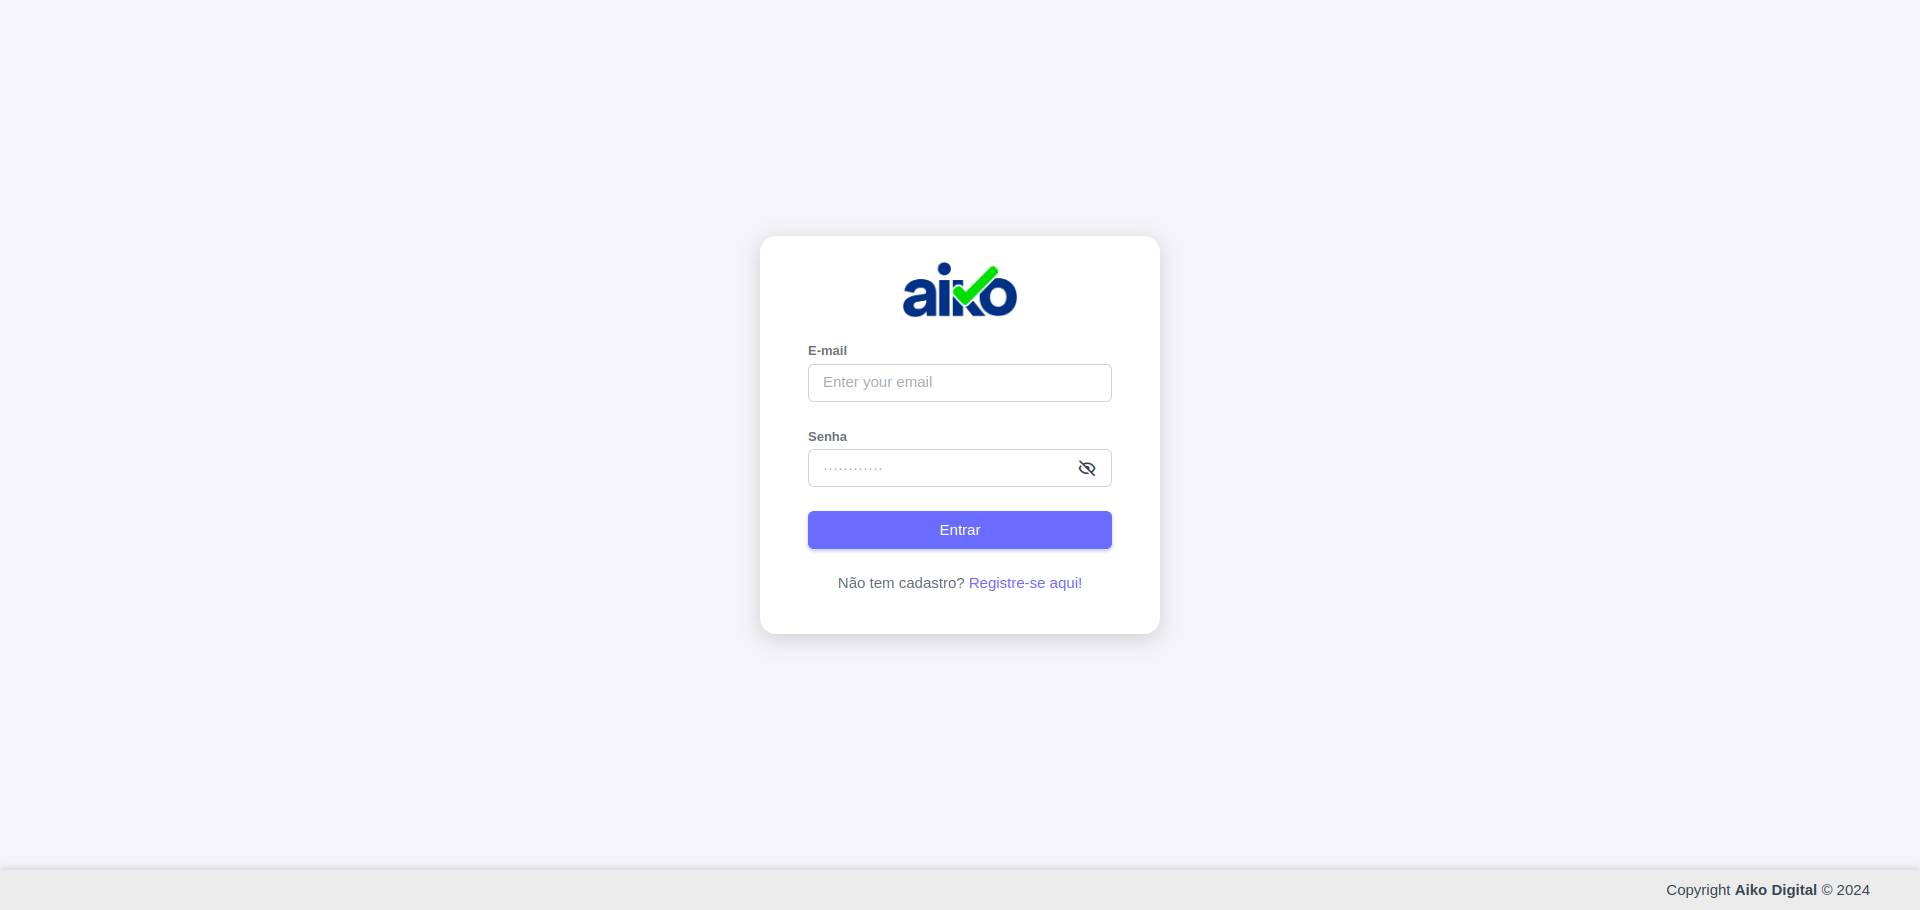 aiko
E-mail
Enter your email
Senha
············
Entrar
Não tem cadastro? Registre-se aqui!
Copyright Aiko Digital © 2024